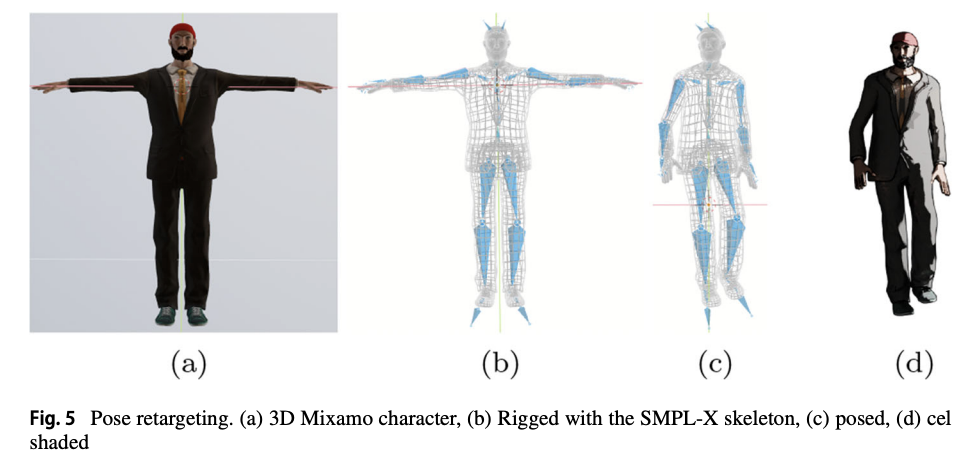 (a) (b) (c) (d)
Fig. 5 Pose retargeting. (a) 3D Mixamo character, (b) Rigged with the SMPL-X skeleton, (c) posed, (d) cel
shaded